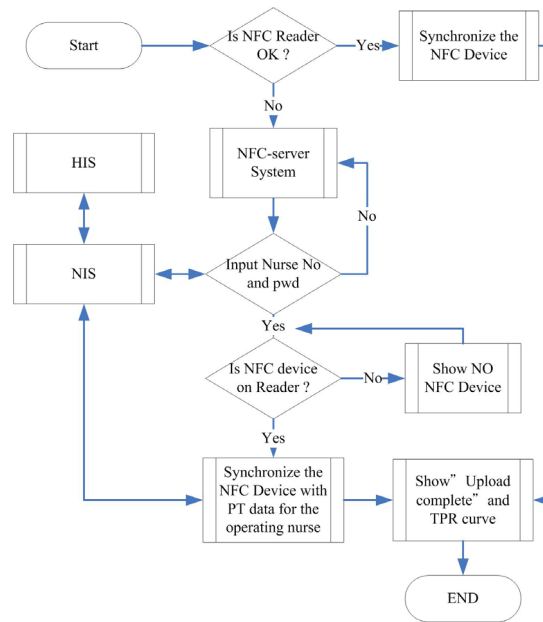 Start
Is NFC Reader
OK ?
Yes
Synchronize the
NFC Device
No
HIS
NFC-server
System
No
NIS
Input Nurse No
and pwd
Yes
Is NFC device
on Reader ?
No
Show NO
NFC Device
Yes
Synchronize the
NFC Device with
PT data for the
operating nurse
Show” Upload
complete” and
TPR curve
END